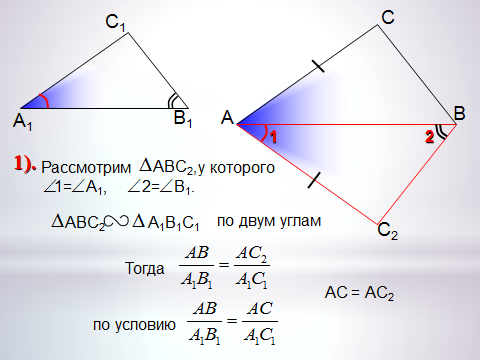 C₁
C
A₁
B₁
A
1
2
B
C₂
1). Рассмотрим ΔABC₂,у которого
∠1=∠A₁, ∠2=∠B₁.
ΔABC₂∾ΔA₁B₁C₁ по двум углам
Тогда AB/A₁B₁ = AC₂/A₁C₁
AC = AC₂
по условию AB/A₁B₁ = AC/A₁C₁